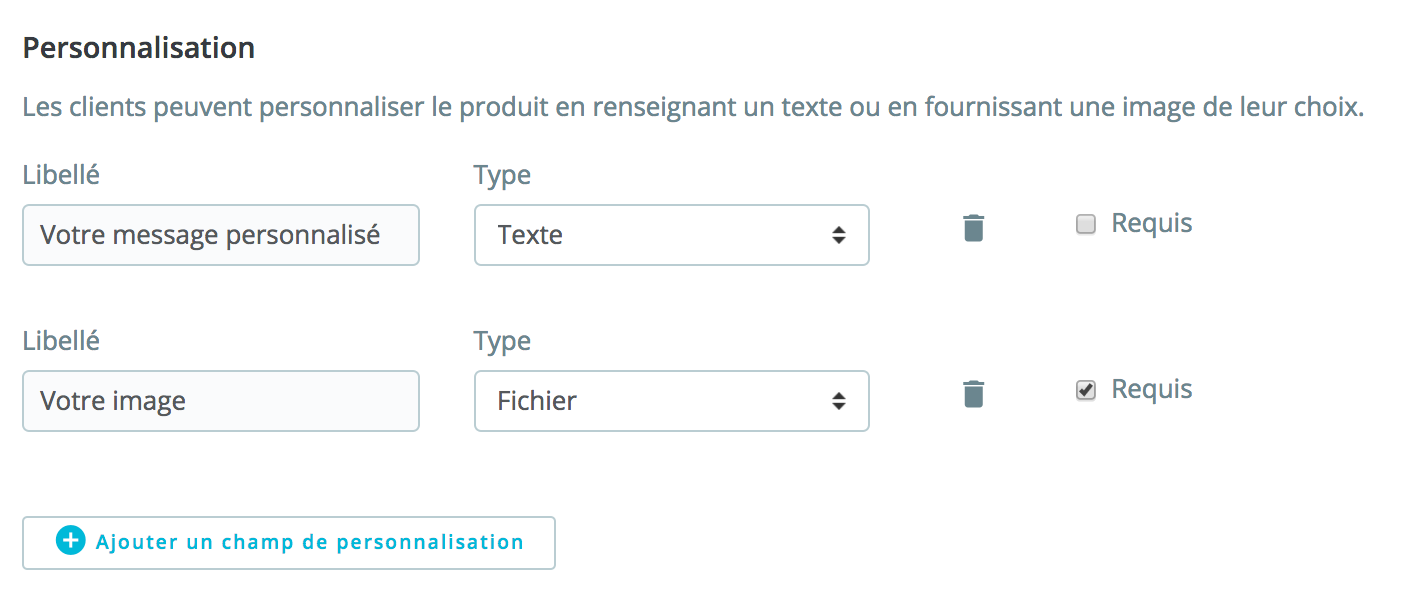 Personnalisation
Les clients peuvent personnaliser le produit en renseignant un texte ou en fournissant une image de leur choix.
Libellé Type
Votre message personnalisé Texte Requis
Libellé Type
Votre image Fichier Requis
Ajouter un champ de personnalisation